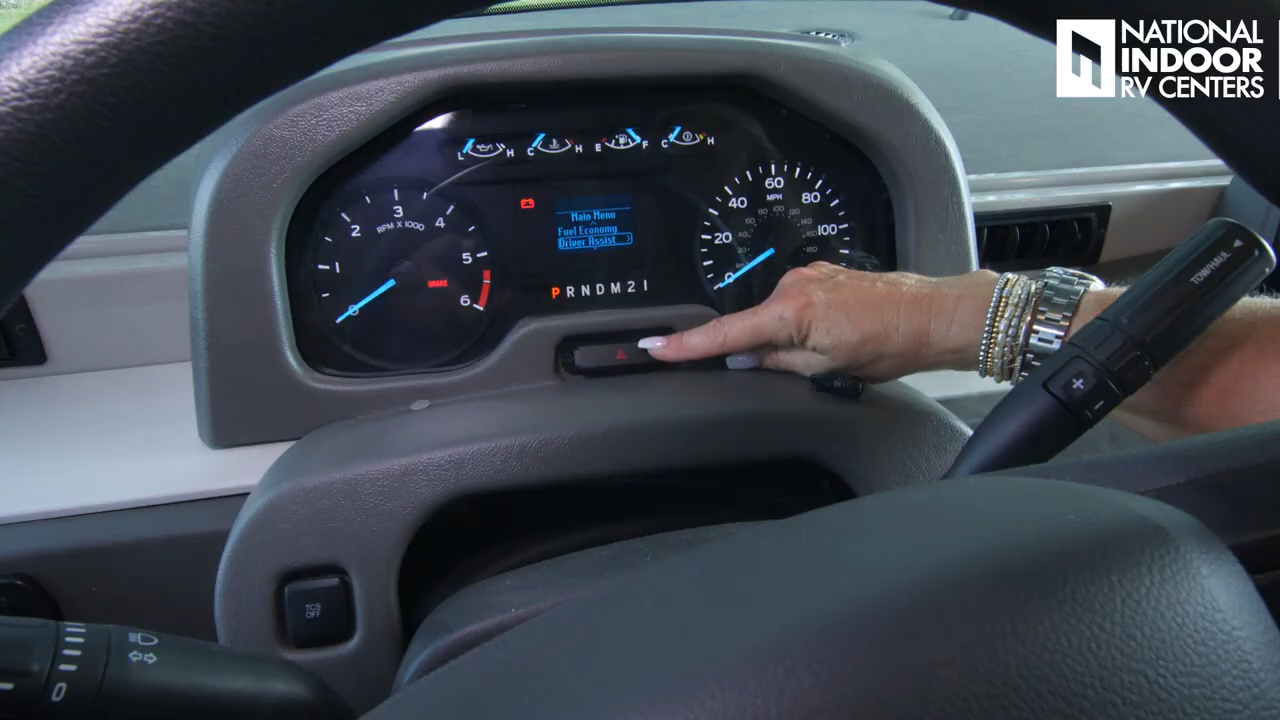 NATIONAL
INDOOR
RV CENTERS
L H
C H
E F
C H
1 2 3 4 5 6
RPM X 1000
BRAKE
Main Menu
Fuel Economy
Driver Assist
P R N D M 2 1
0 20 40 60 80 100
MPH
TOW/HAUL
+
−
TCS
OFF
0